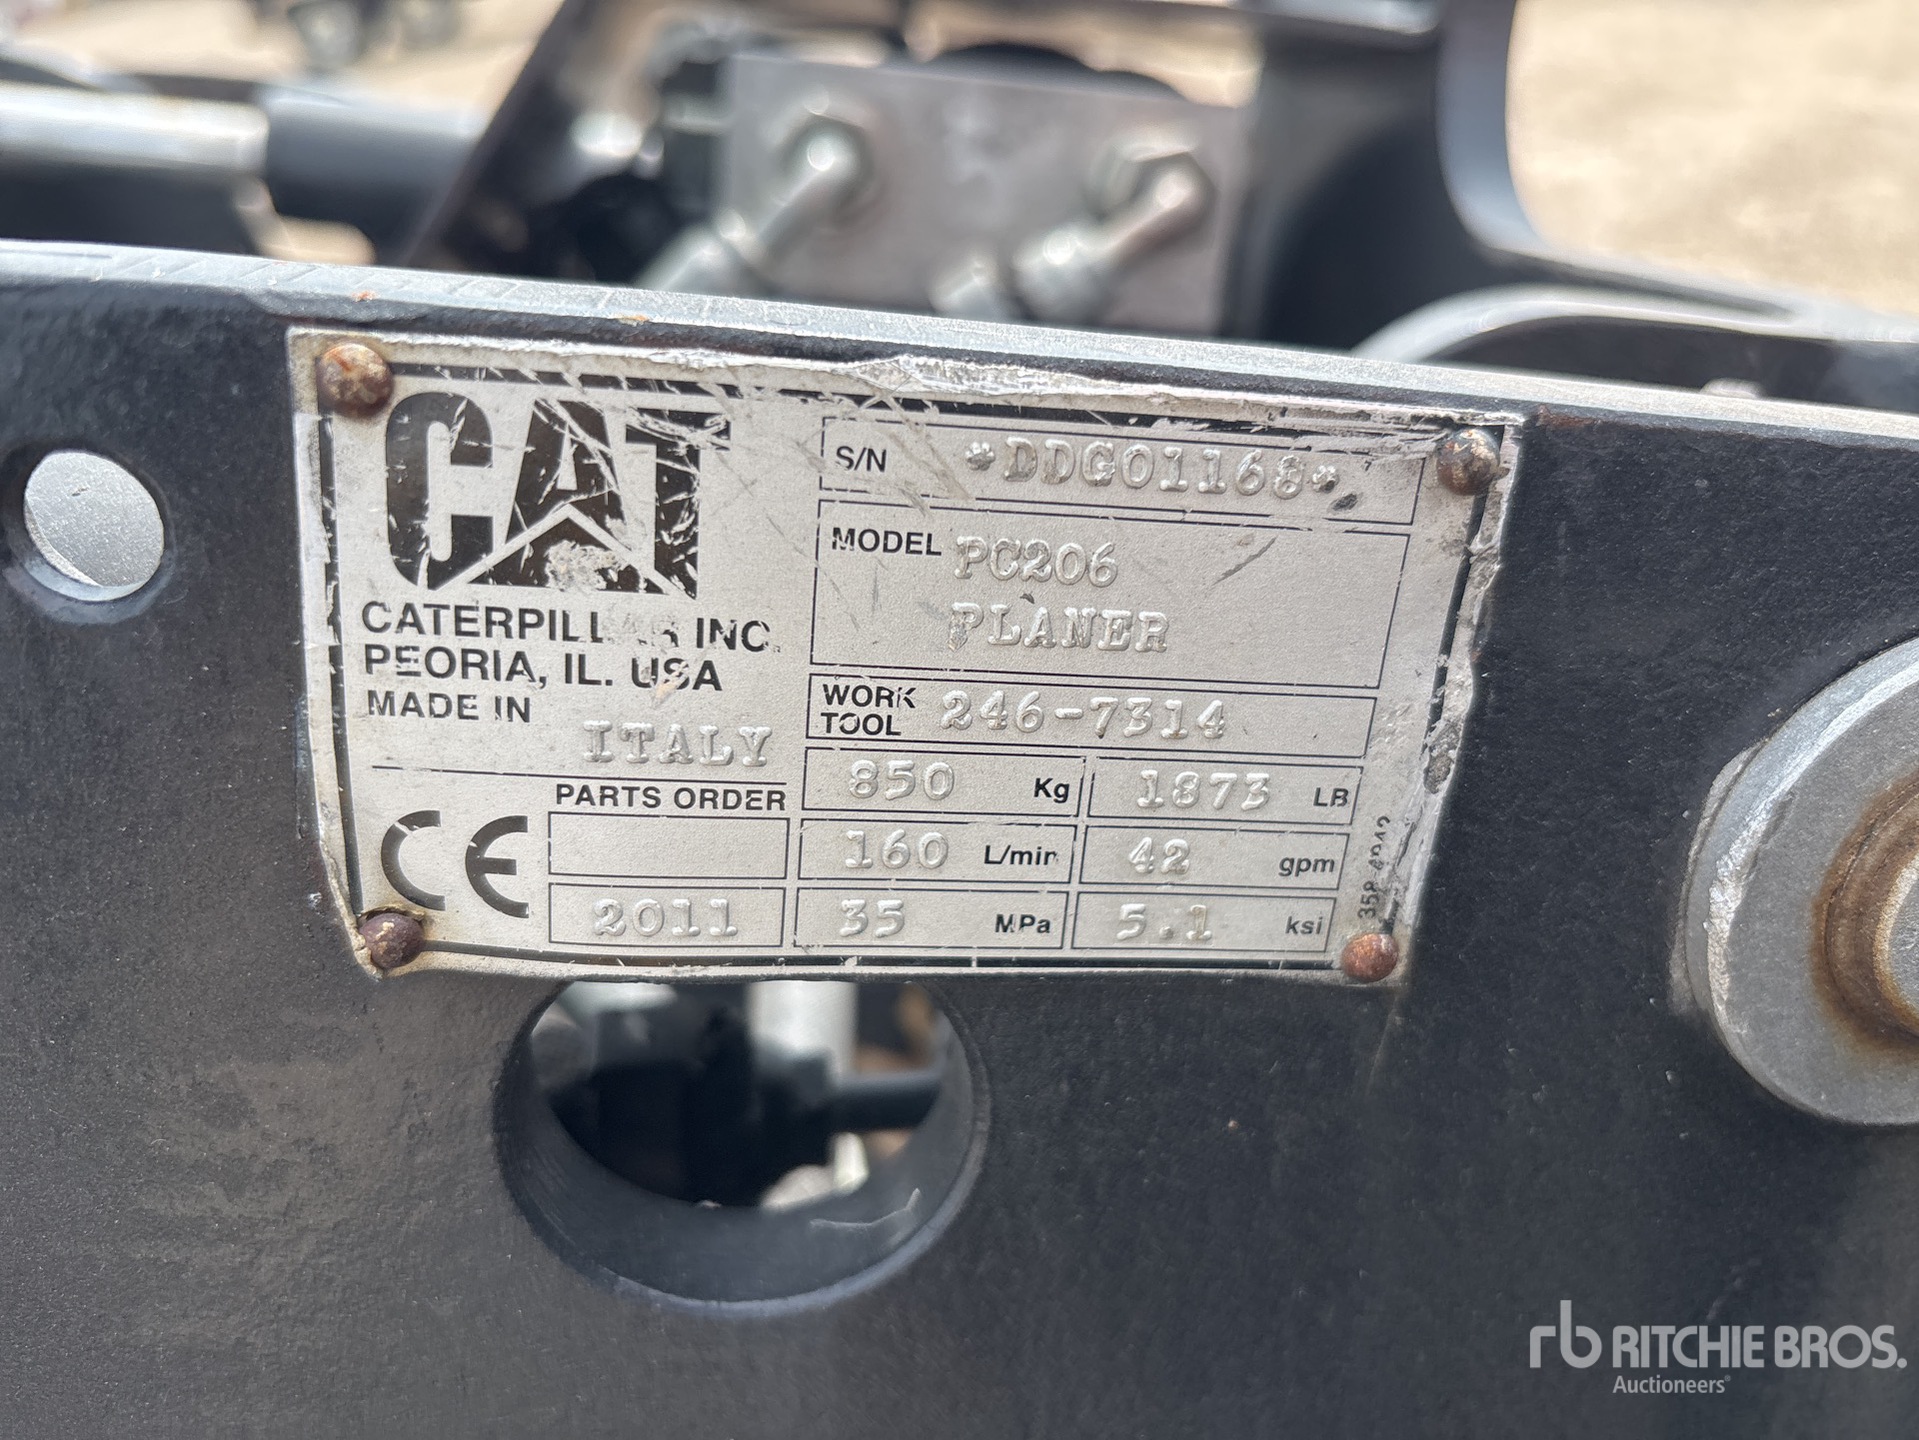 CAT
CATERPILLAR INC.
PEORIA, IL. USA
MADE IN
ITALY
S/N *DDG01168*
MODEL PC206
PLANER
WORK TOOL 246-7314
850 Kg 1873 LB
PARTS ORDER
160 L/min 42 gpm
CE
2011 35 MPa 5.1 ksi
rb RITCHIE BROS.
Auctioneers®